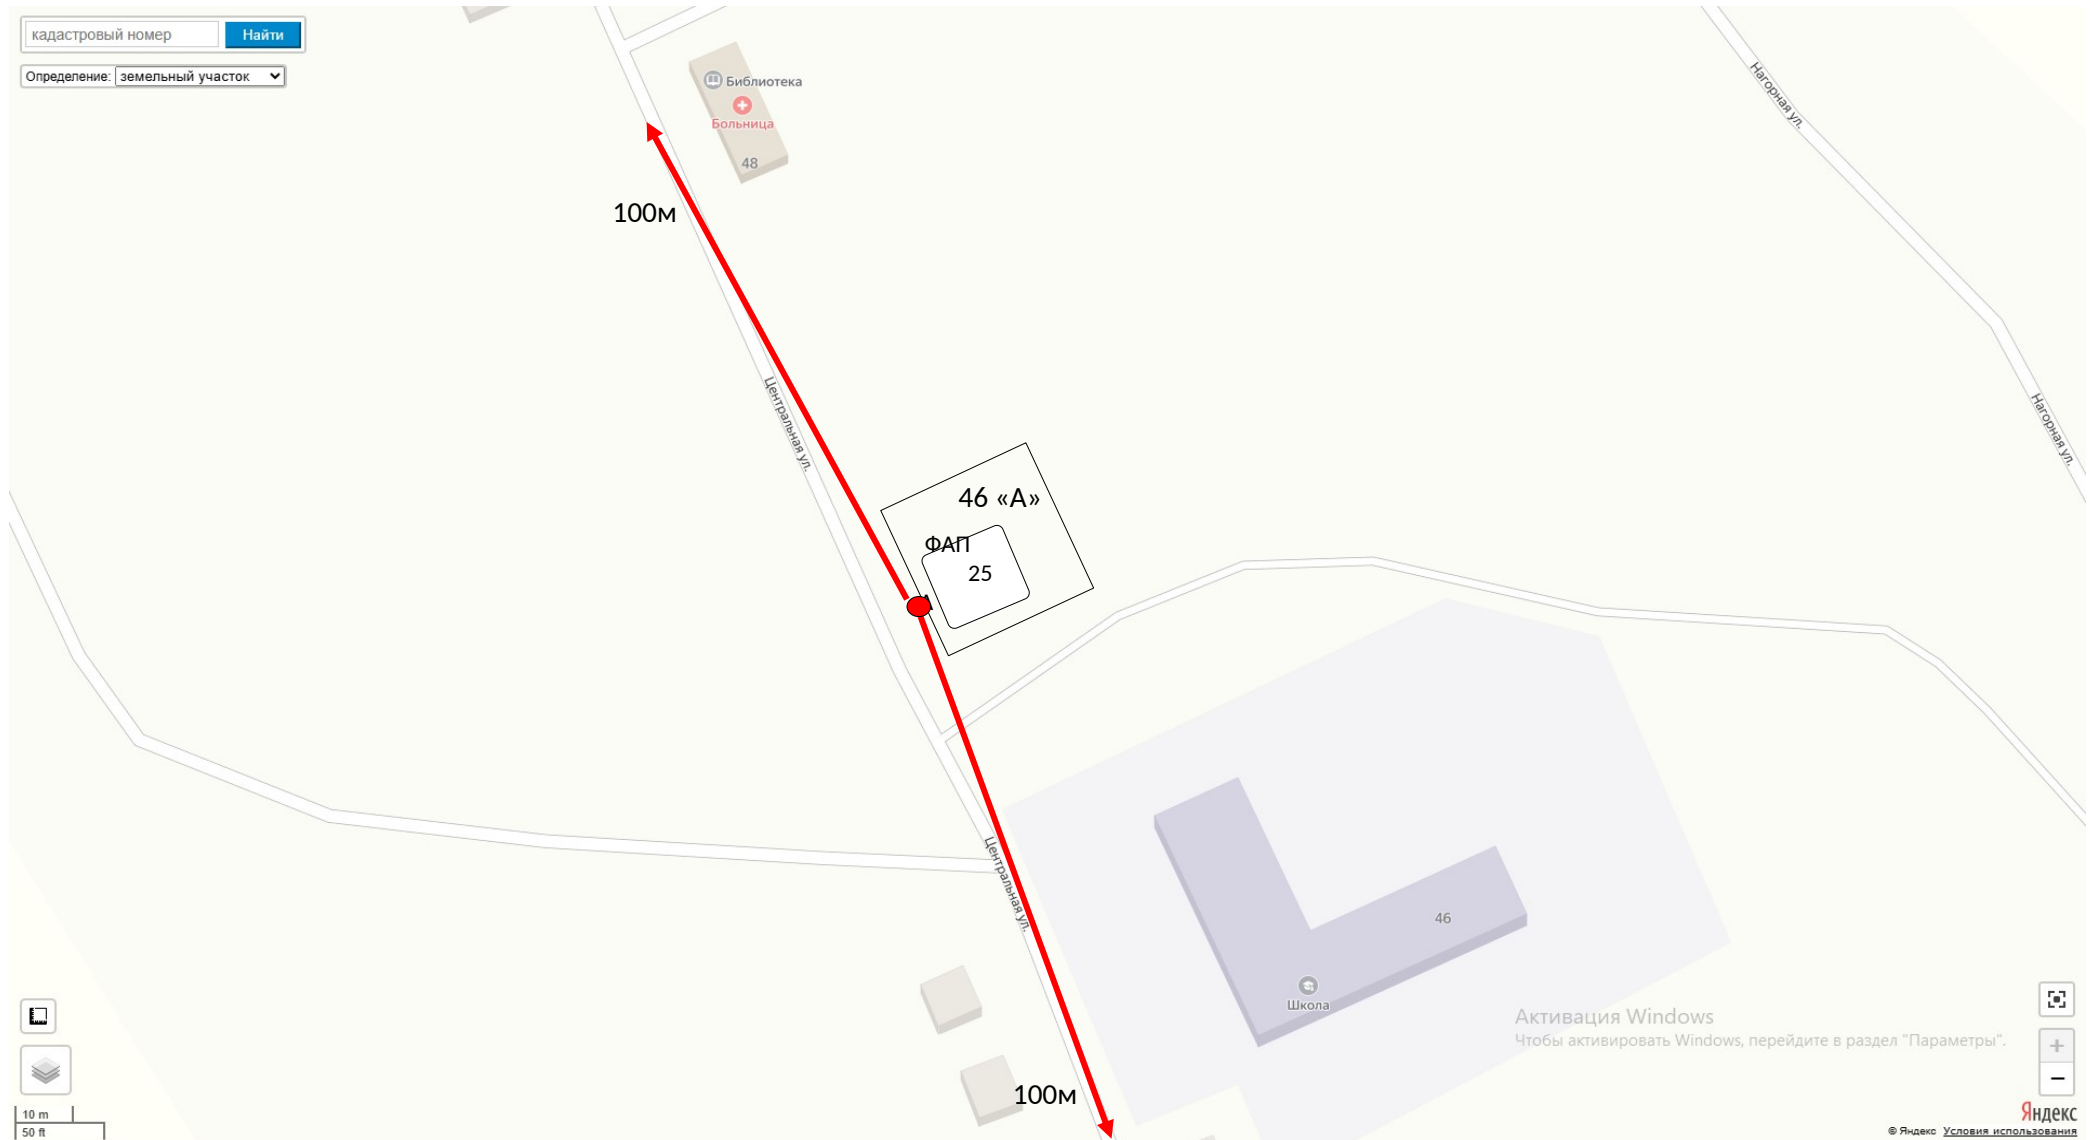 кадастровый номер
Найти
Определение: земельный участок
Библиотека
Больница
48
Нагорная ул.
100м
Центральная ул.
Нагорная ул.
46 «А»
ФАП
25
А
Центральная ул.
46
Школа
Активация Windows
Чтобы активировать Windows, перейдите в раздел "Параметры".
100м
10 m
50 ft
Яндекс
© Яндекс Условия использования